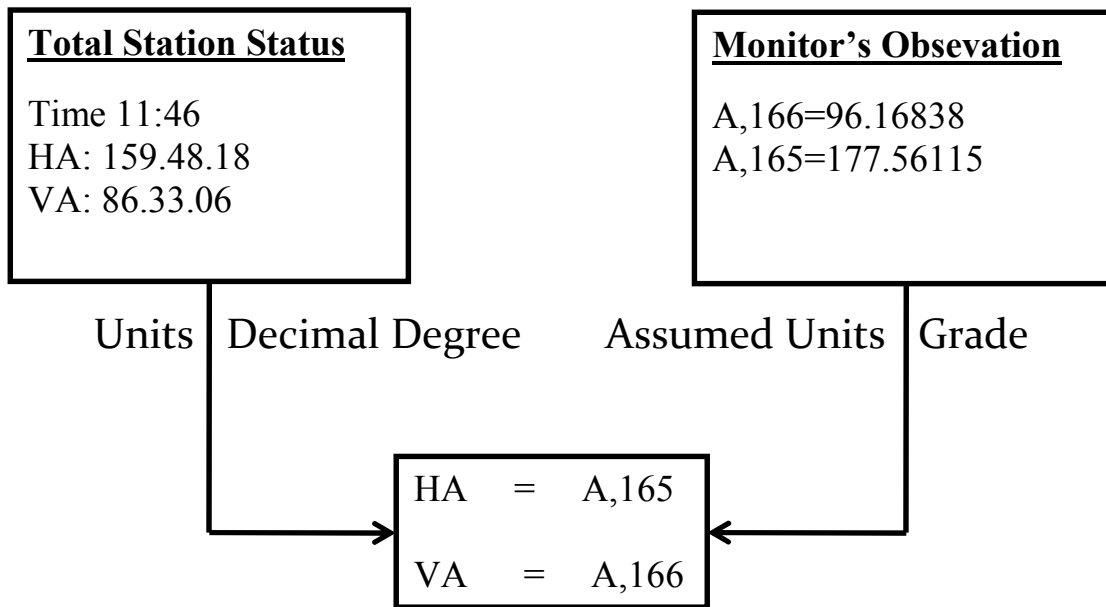 Total Station Status
Time 11:46
HA: 159.48.18
VA: 86.33.06
Monitor’s Obsevation
A,166=96.16838
A,165=177.56115
Units Decimal Degree
Assumed Units Grade
HA = A,165
VA = A,166